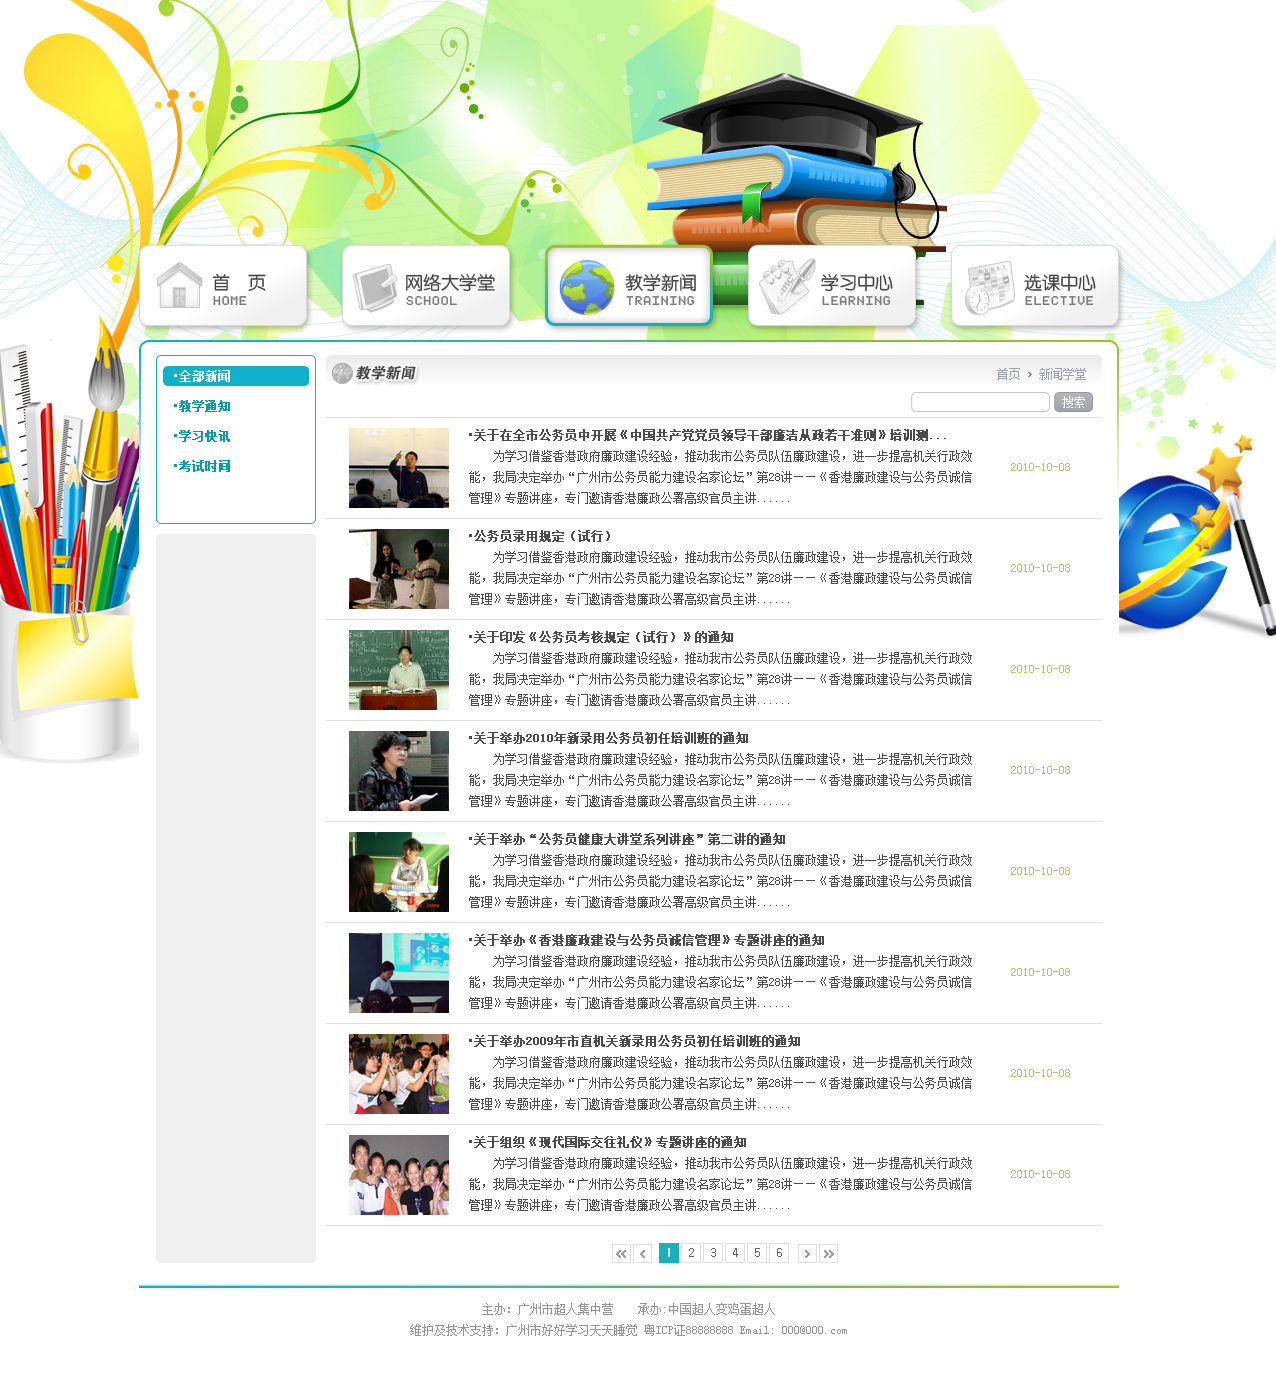 首　页
HOME
网络大学堂
SCHOOL
教学新闻
TRAINING
学习中心
LEARNING
选课中心
ELECTIVE
·全部新闻
·教学通知
·学习快讯
·考试时间
教学新闻
首页 > 新闻学堂
搜索
·关于在全市公务员中开展《中国共产党党员领导干部廉洁从政若干准则》培训测...
为学习借鉴香港政府廉政建设经验，推动我市公务员队伍廉政建设，进一步提高机关行政效
能，我局决定举办“广州市公务员能力建设名家论坛”第28讲——《香港廉政建设与公务员诚信
管理》专题讲座，专门邀请香港廉政公署高级官员主讲......
2010-10-08
·公务员录用规定（试行）
为学习借鉴香港政府廉政建设经验，推动我市公务员队伍廉政建设，进一步提高机关行政效
能，我局决定举办“广州市公务员能力建设名家论坛”第28讲——《香港廉政建设与公务员诚信
管理》专题讲座，专门邀请香港廉政公署高级官员主讲......
2010-10-08
·关于印发《公务员考核规定（试行）》的通知
为学习借鉴香港政府廉政建设经验，推动我市公务员队伍廉政建设，进一步提高机关行政效
能，我局决定举办“广州市公务员能力建设名家论坛”第28讲——《香港廉政建设与公务员诚信
管理》专题讲座，专门邀请香港廉政公署高级官员主讲......
2010-10-08
·关于举办2010年新录用公务员初任培训班的通知
为学习借鉴香港政府廉政建设经验，推动我市公务员队伍廉政建设，进一步提高机关行政效
能，我局决定举办“广州市公务员能力建设名家论坛”第28讲——《香港廉政建设与公务员诚信
管理》专题讲座，专门邀请香港廉政公署高级官员主讲......
2010-10-08
·关于举办“公务员健康大讲堂系列讲座”第二讲的通知
为学习借鉴香港政府廉政建设经验，推动我市公务员队伍廉政建设，进一步提高机关行政效
能，我局决定举办“广州市公务员能力建设名家论坛”第28讲——《香港廉政建设与公务员诚信
管理》专题讲座，专门邀请香港廉政公署高级官员主讲......
2010-10-08
·关于举办《香港廉政建设与公务员诚信管理》专题讲座的通知
为学习借鉴香港政府廉政建设经验，推动我市公务员队伍廉政建设，进一步提高机关行政效
能，我局决定举办“广州市公务员能力建设名家论坛”第28讲——《香港廉政建设与公务员诚信
管理》专题讲座，专门邀请香港廉政公署高级官员主讲......
2010-10-08
·关于举办2009年市直机关新录用公务员初任培训班的通知
为学习借鉴香港政府廉政建设经验，推动我市公务员队伍廉政建设，进一步提高机关行政效
能，我局决定举办“广州市公务员能力建设名家论坛”第28讲——《香港廉政建设与公务员诚信
管理》专题讲座，专门邀请香港廉政公署高级官员主讲......
2010-10-08
·关于组织《现代国际交往礼仪》专题讲座的通知
为学习借鉴香港政府廉政建设经验，推动我市公务员队伍廉政建设，进一步提高机关行政效
能，我局决定举办“广州市公务员能力建设名家论坛”第28讲——《香港廉政建设与公务员诚信
管理》专题讲座，专门邀请香港廉政公署高级官员主讲......
2010-10-08
1 2 3 4 5 6
主办：广州市超人集中营　　承办:中国超人变鸡蛋超人
维护及技术支持：广州市好好学习天天睡觉 粤ICP证88888888 Email: 000@000.com